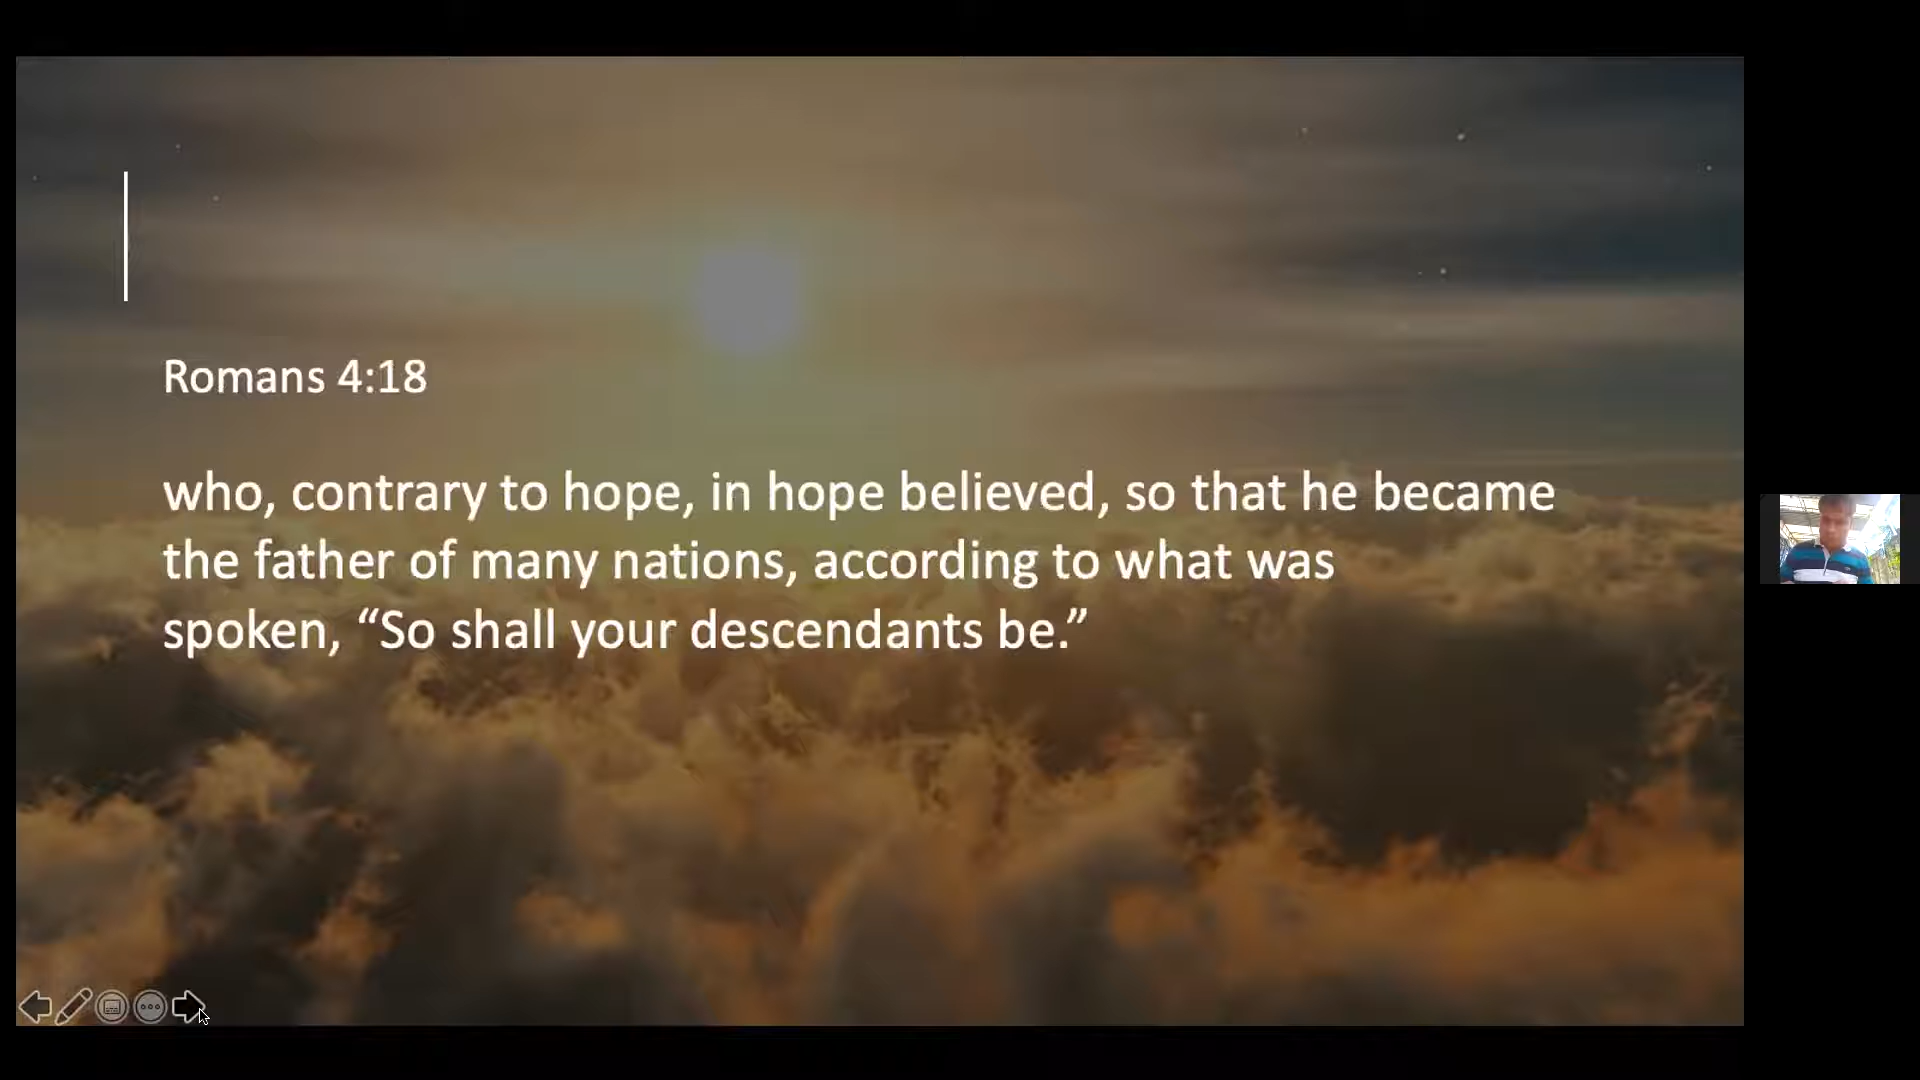 Romans 4:18
who, contrary to hope, in hope believed, so that he became
the father of many nations, according to what was
spoken, “So shall your descendants be.”